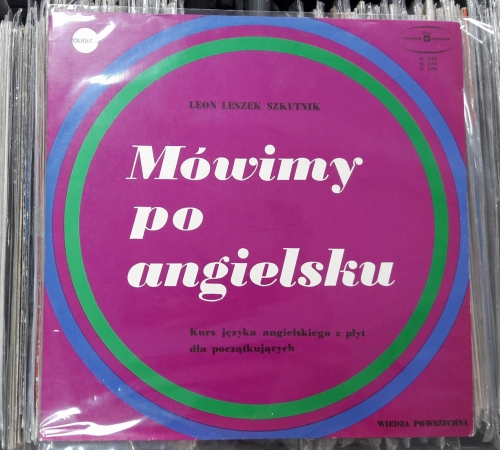 LEON LESZEK SZKUTNIK
Mówimy
po
angielsku
Kurs języka angielskiego z płyt
dla początkujących
WIEDZA POWSZECHNA